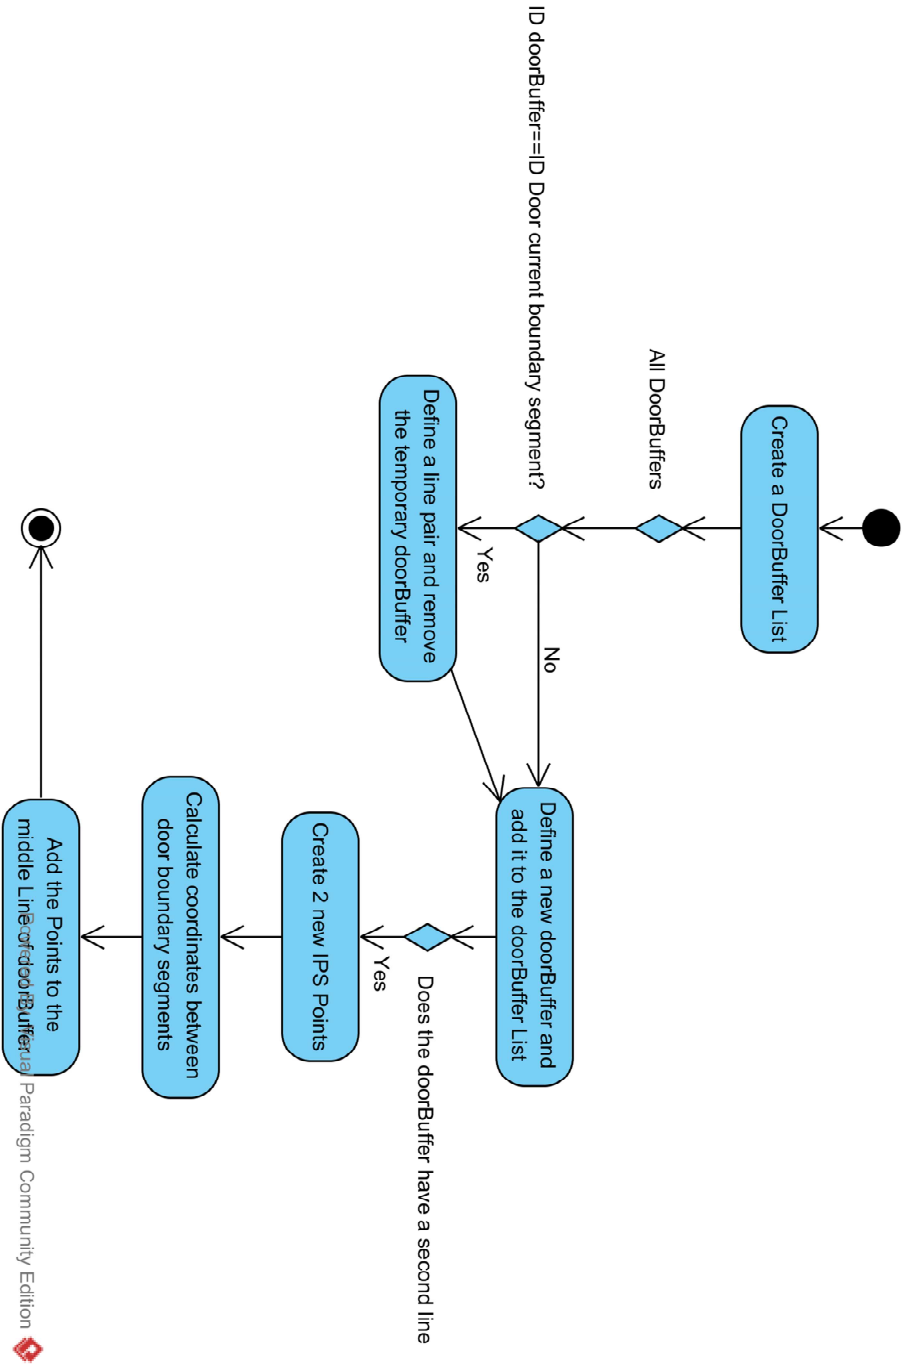 Create a DoorBuffer List
All DoorBuffers
ID doorBuffer==ID Door current boundary segment?
No
Yes
Define a line pair and remove
the temporary doorBuffer
Define a new doorBuffer and
add it to the doorBuffer List
Does the doorBuffer have a second line
Yes
Create 2 new IPS Points
Calculate coordinates between
door boundary segments
Add the Points to the
middle Line of doorBuffer
Visual Paradigm Community Edition